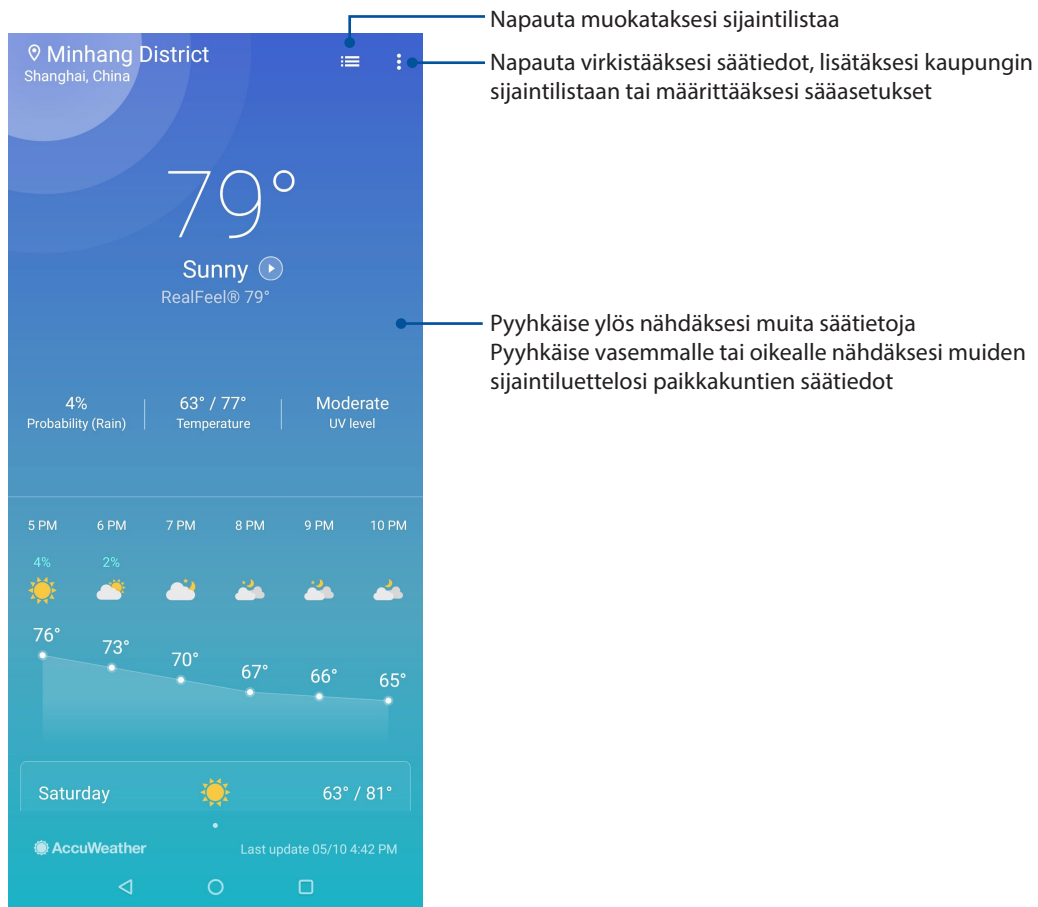 Napauta muokataksesi sijaintilistaa
Napauta virkistääksesi säätiedot, lisätäksesi kaupungin
sijaintilistaan tai määrittääksesi sääasetukset
Minhang District
Shanghai, China
79°
Sunny
RealFeel® 79°
Pyyhkäise ylös nähdäksesi muita säätietoja
Pyyhkäise vasemmalle tai oikealle nähdäksesi muiden
sijaintiluettelosi paikkakuntien säätiedot
4% 63° / 77° Moderate
Probability (Rain) Temperature UV level
5 PM 6 PM 7 PM 8 PM 9 PM 10 PM
4% 2%
76° 73° 70° 67° 66° 65°
Saturday 63° / 81°
AccuWeather Last update 05/10 4:42 PM